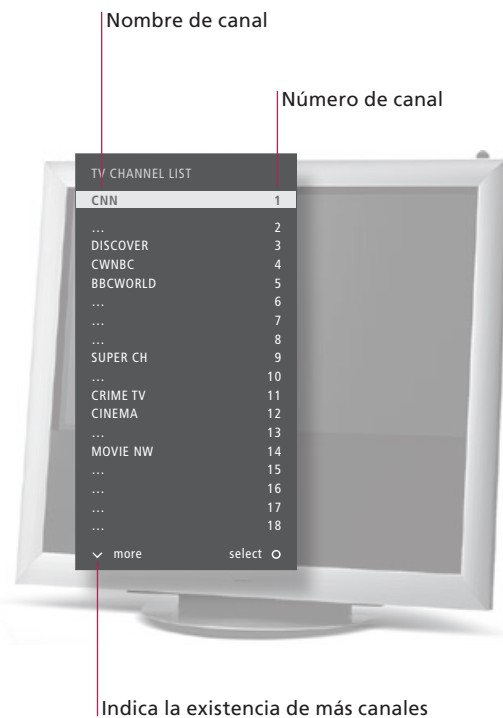 Nombre de canal
Número de canal
TV CHANNEL LIST
CNN 1
... 2
DISCOVER 3
CWNBC 4
BBCWORLD 5
... 6
... 7
... 8
SUPER CH 9
... 10
CRIME TV 11
CINEMA 12
... 13
MOVIE NW 14
... 15
... 16
... 17
... 18
more select
Indica la existencia de más canales